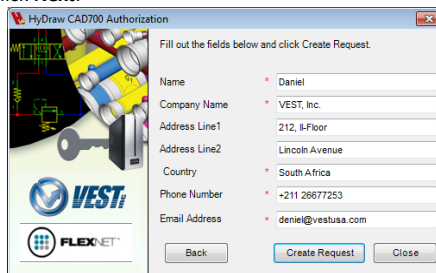 HyDraw CAD700 Authorization
Fill out the fields below and click Create Request.
Name * Daniel
Company Name * VEST, Inc.
Address Line1 212, II-Floor
Address Line2 Lincoln Avenue
Country * South Africa
Phone Number * +211 26677253
Email Address * deniel@vestusa.com
VEST
FLEXNET
Back Create Request Close